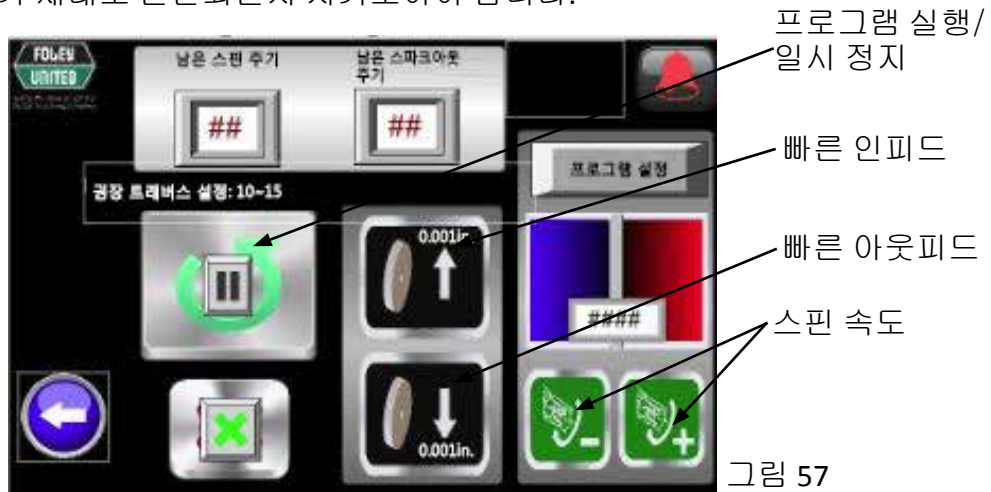 프로그램 실행/
일시 정지
FOLEY
UNITED
남은 스핀 주기
남은 스파크아웃
주기
##
##
빠른 인피드
프로그램 설정
권장 트래버스 설정: 10~15
0.001in.
빠른 아웃피드
####
스핀 속도
0.001in.
그림 57